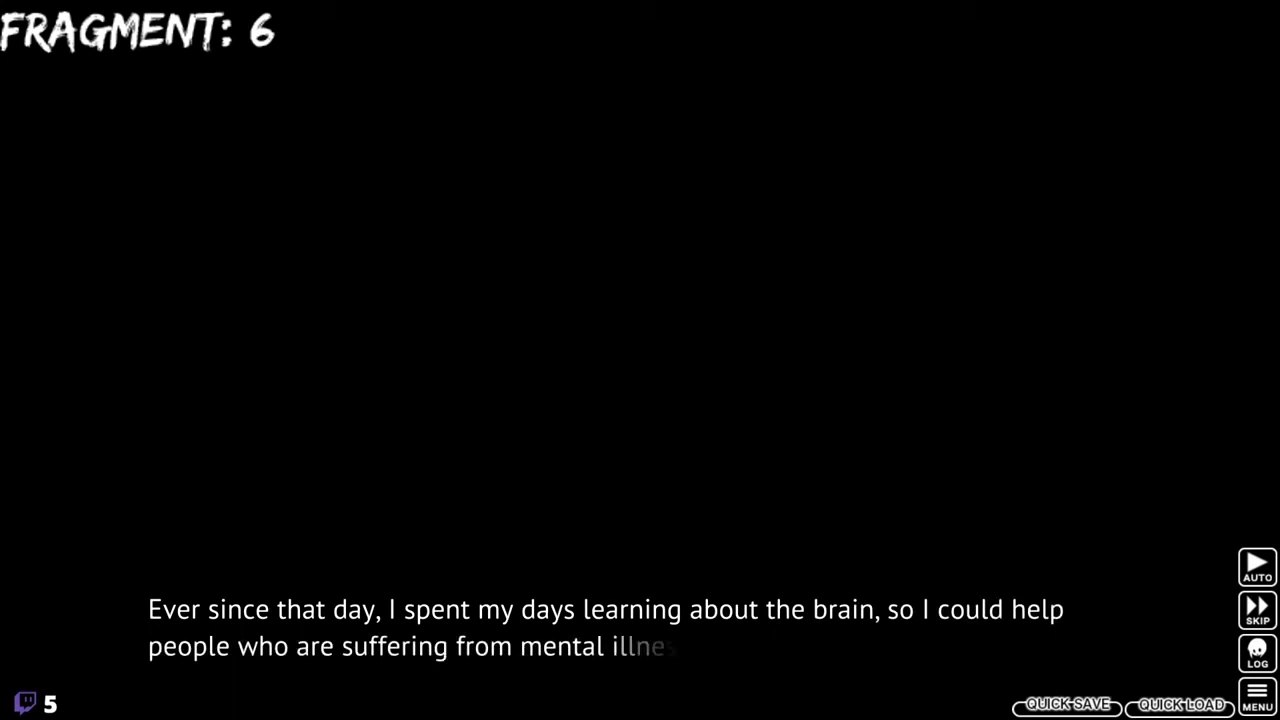 FRAGMENT: 6
Ever since that day, I spent my days learning about the brain, so I could help
people who are suffering from mental illnes
AUTO
SKIP
LOG
MENU
QUICK SAVE
QUICK LOAD
5